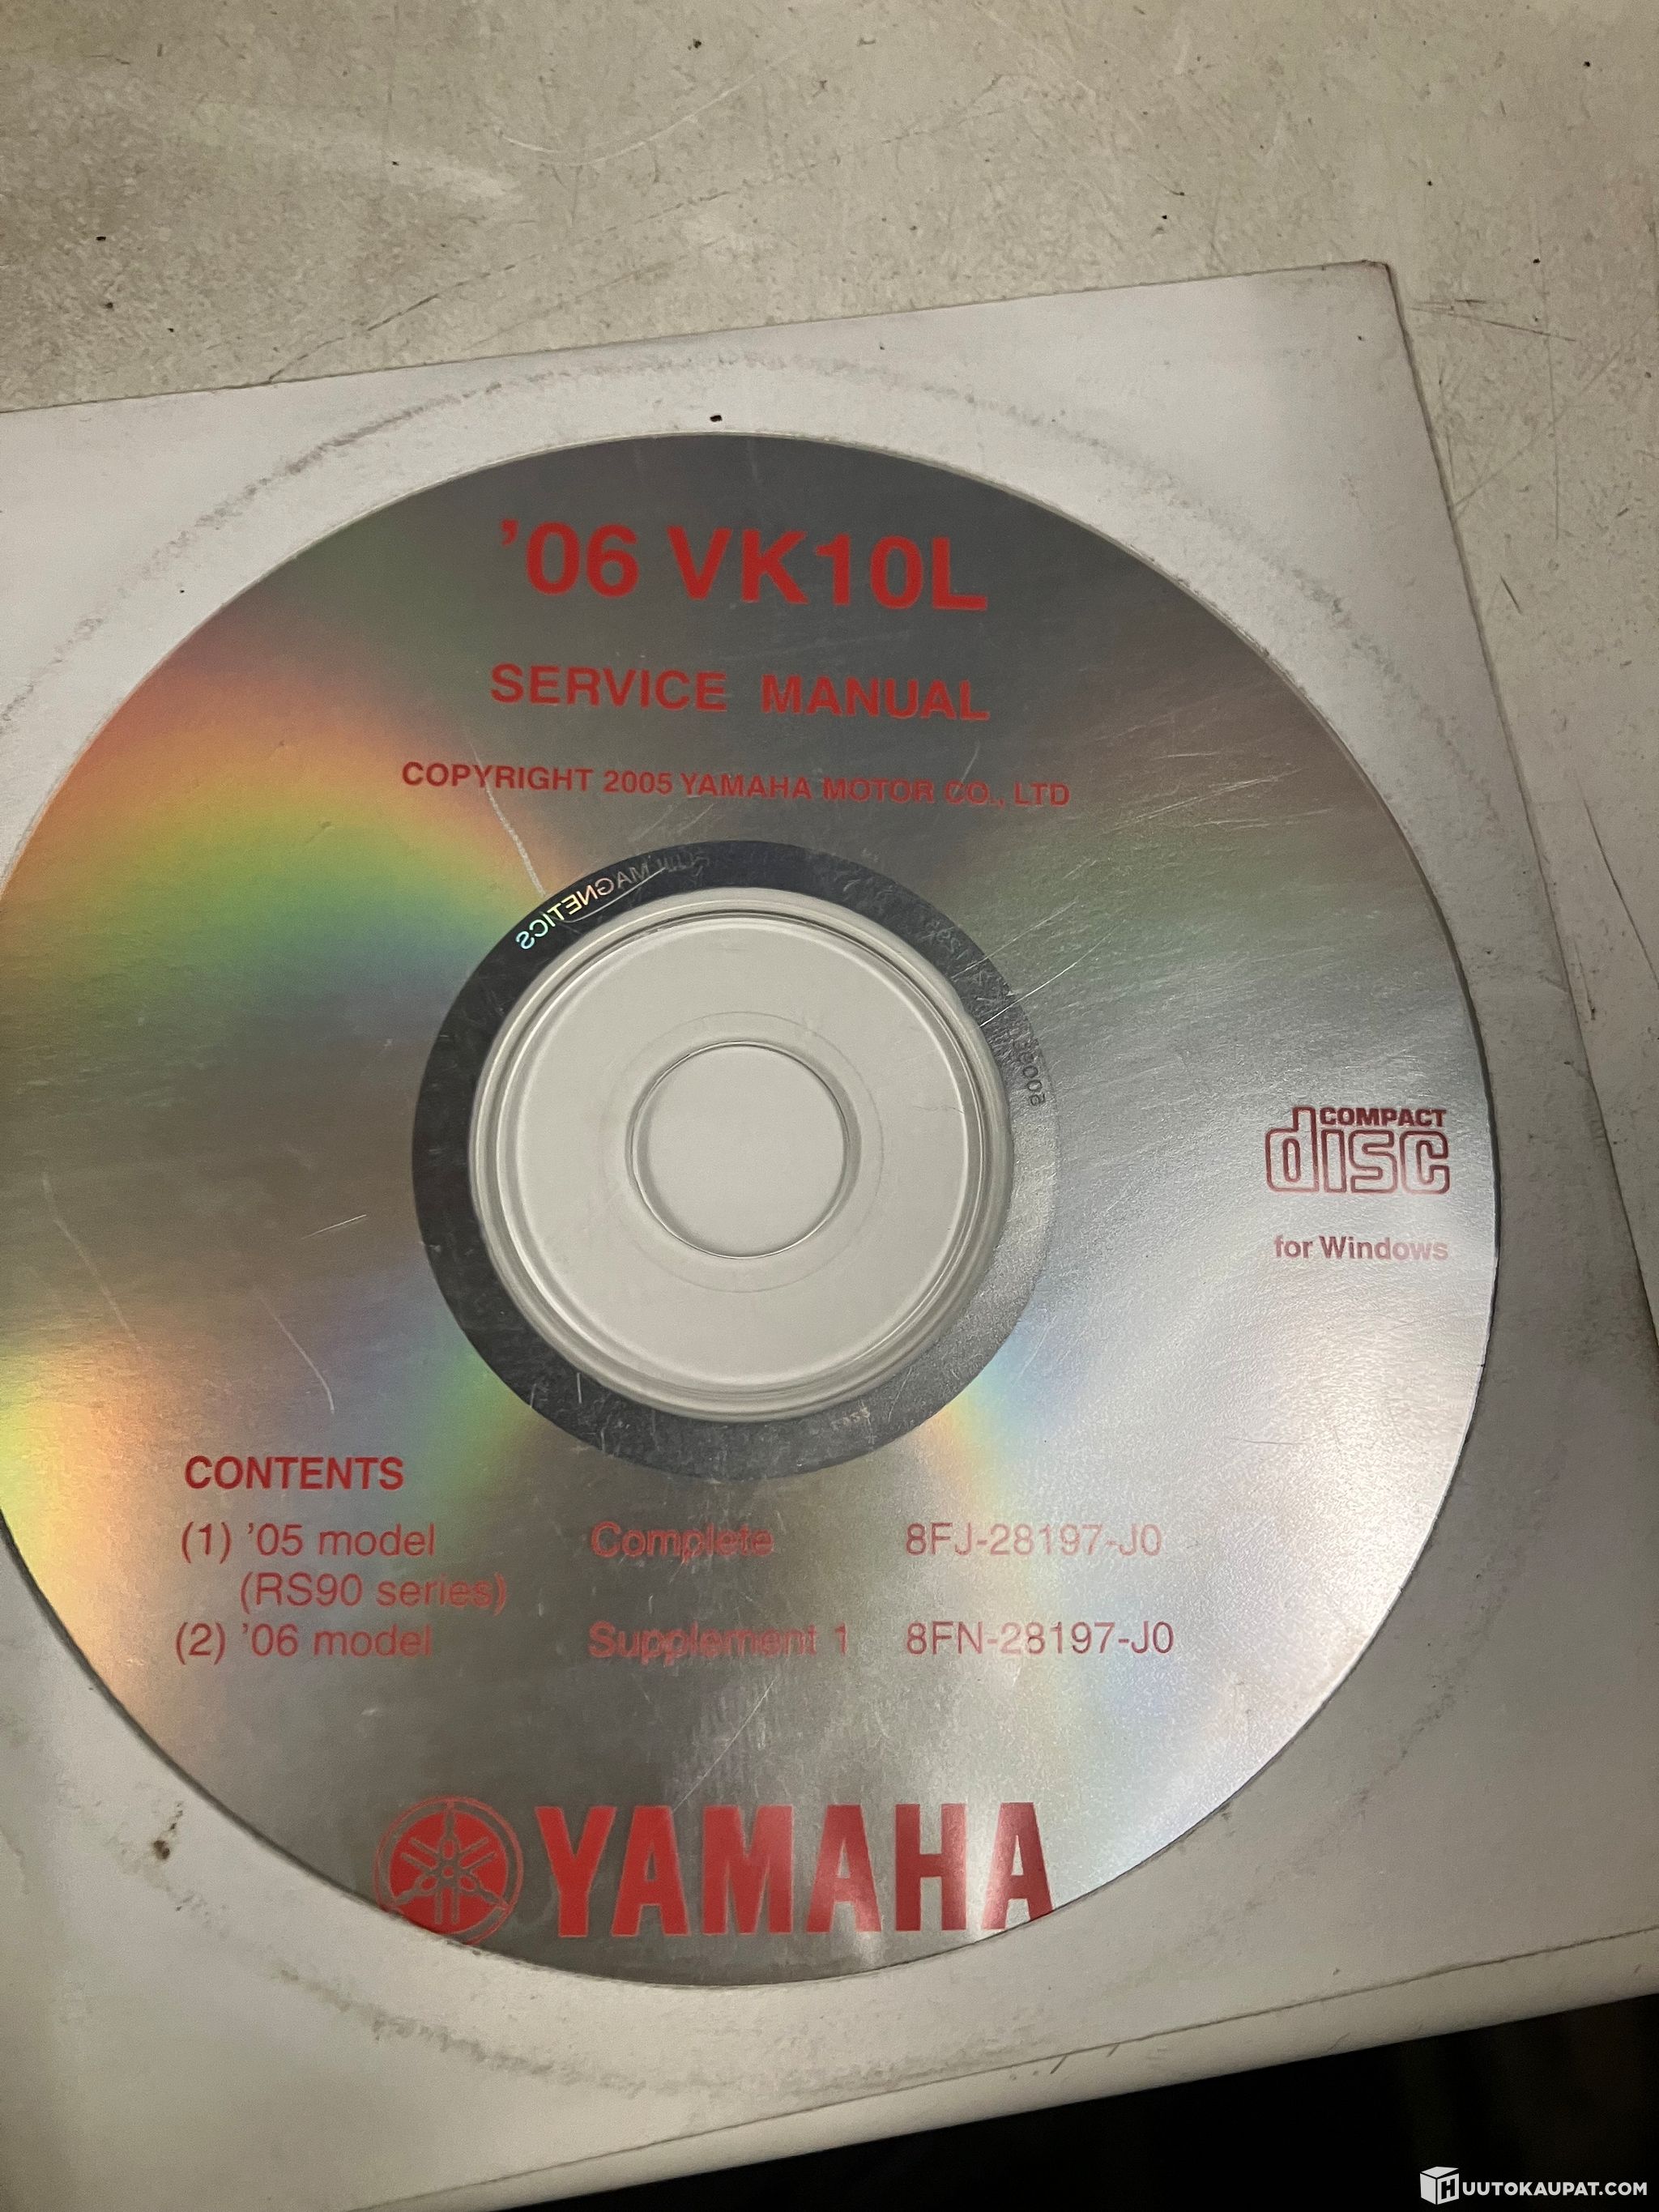 '06 VK10L
SERVICE MANUAL
COPYRIGHT 2005 YAMAHA MOTOR CO., LTD
MAGNETICS
COMPACT
disc
for Windows
CONTENTS
(1) '05 model Complete 8FJ-28197-J0
(RS90 series)
(2) '06 model Supplement 1 8FN-28197-J0
YAMAHA
HUUTOKAUPAT.COM